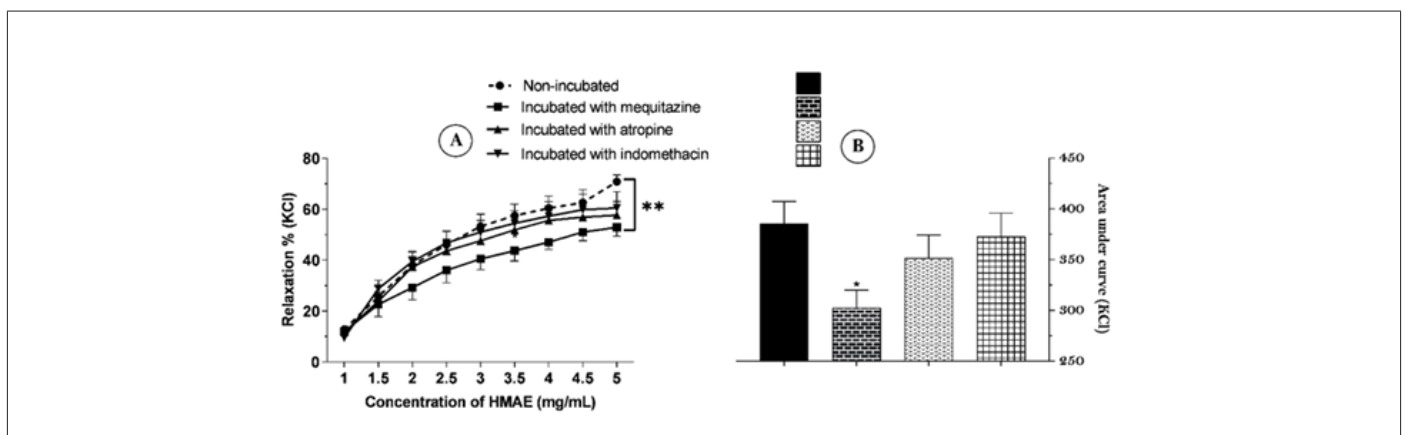 Non-incubated
Incubated with mequitazine
Incubated with atropine
Incubated with indomethacin
A
80
60
40
20
0
Relaxation % (KCl)
**
1 1.5 2 2.5 3 3.5 4 4.5 5
Concentration of HMAE (mg/mL)
B
*
450
400
350
300
250
Area under curve (KCl)